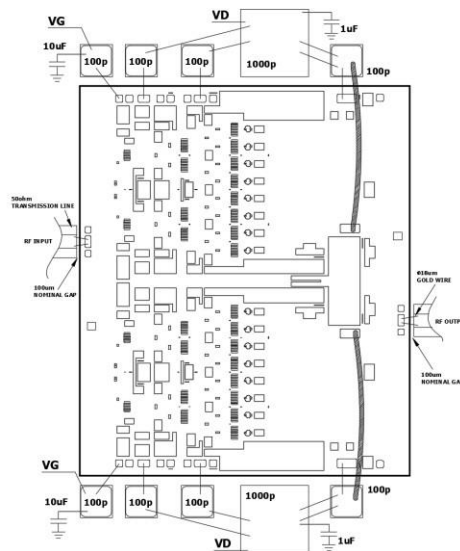 VG
VD
10uF
1uF
100p
100p
100p
1000p
100p
50ohm
TRANSMISSION LINE
RF INPUT
100um
NOMINAL GAP
Φ18um
GOLD WIRE
RF OUTP
100um
NOMINAL GA
VG
100p
100p
100p
1000p
100p
10uF
VD
1uF